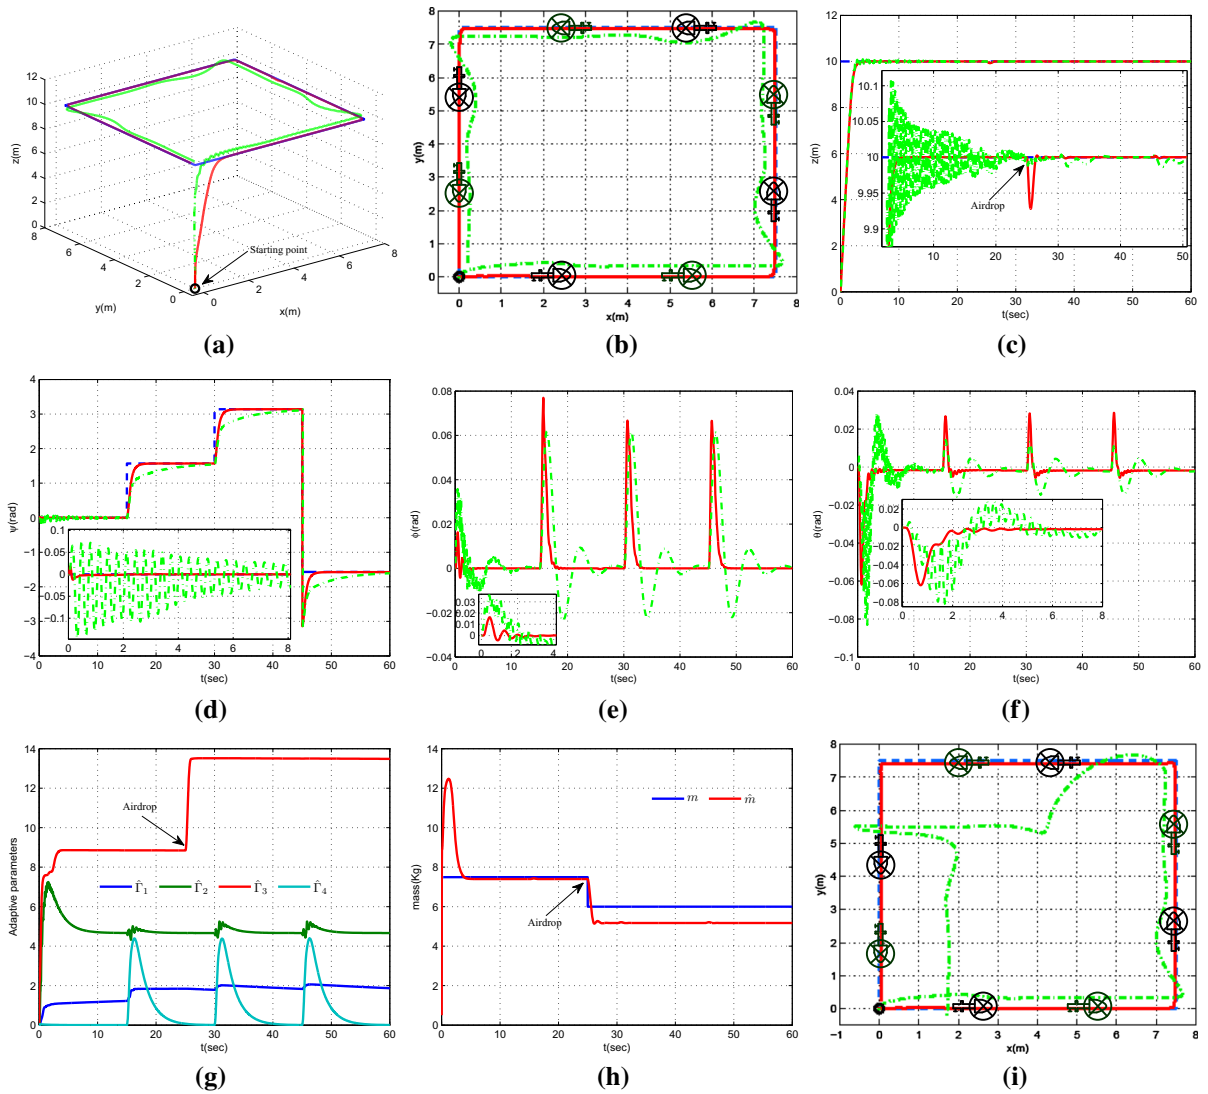 12
10
8
6
4
2
0
z(m)
8
6
4
2
0
y(m)
0
2
4
6
8
x(m)
Starting point
(a)
8
7
6
5
4
3
2
1
0
y(m)
0 1 2 3 4 5 6 7 8
x(m)
(b)
12
10
8
6
4
2
0
z(m)
10.1
10.05
10
9.95
9.9
Airdrop
0 10 20 30 40 50
0 10 20 30 40 50 60
t(sec)
(c)
4
3
2
1
0
−1
−2
−3
−4
ψ(rad)
0.1
0.05
0
−0.05
−0.1
0 2 4 6 8
0 10 20 30 40 50 60
t(sec)
(d)
0.08
0.06
0.04
0.02
0
−0.02
−0.04
ϕ(rad)
0.03
0.02
0.01
0
0 2 4
0 10 20 30 40 50 60
t(sec)
(e)
0.04
0.02
0
−0.02
−0.04
−0.06
−0.08
−0.1
θ(rad)
0.02
0
−0.02
−0.04
−0.06
−0.08
0 2 4 6 8
0 10 20 30 40 50 60
t(sec)
(f)
14
12
10
8
6
4
2
0
Adaptive parameters
Airdrop
Γ̂1 Γ̂2 Γ̂3 Γ̂4
0 10 20 30 40 50 60
t(sec)
(g)
14
12
10
8
6
4
2
0
mass(Kg)
m m̂
Airdrop
0 10 20 30 40 50 60
t(sec)
(h)
8
7
6
5
4
3
2
1
0
y(m)
−1 0 1 2 3 4 5 6 7 8
x(m)
(i)